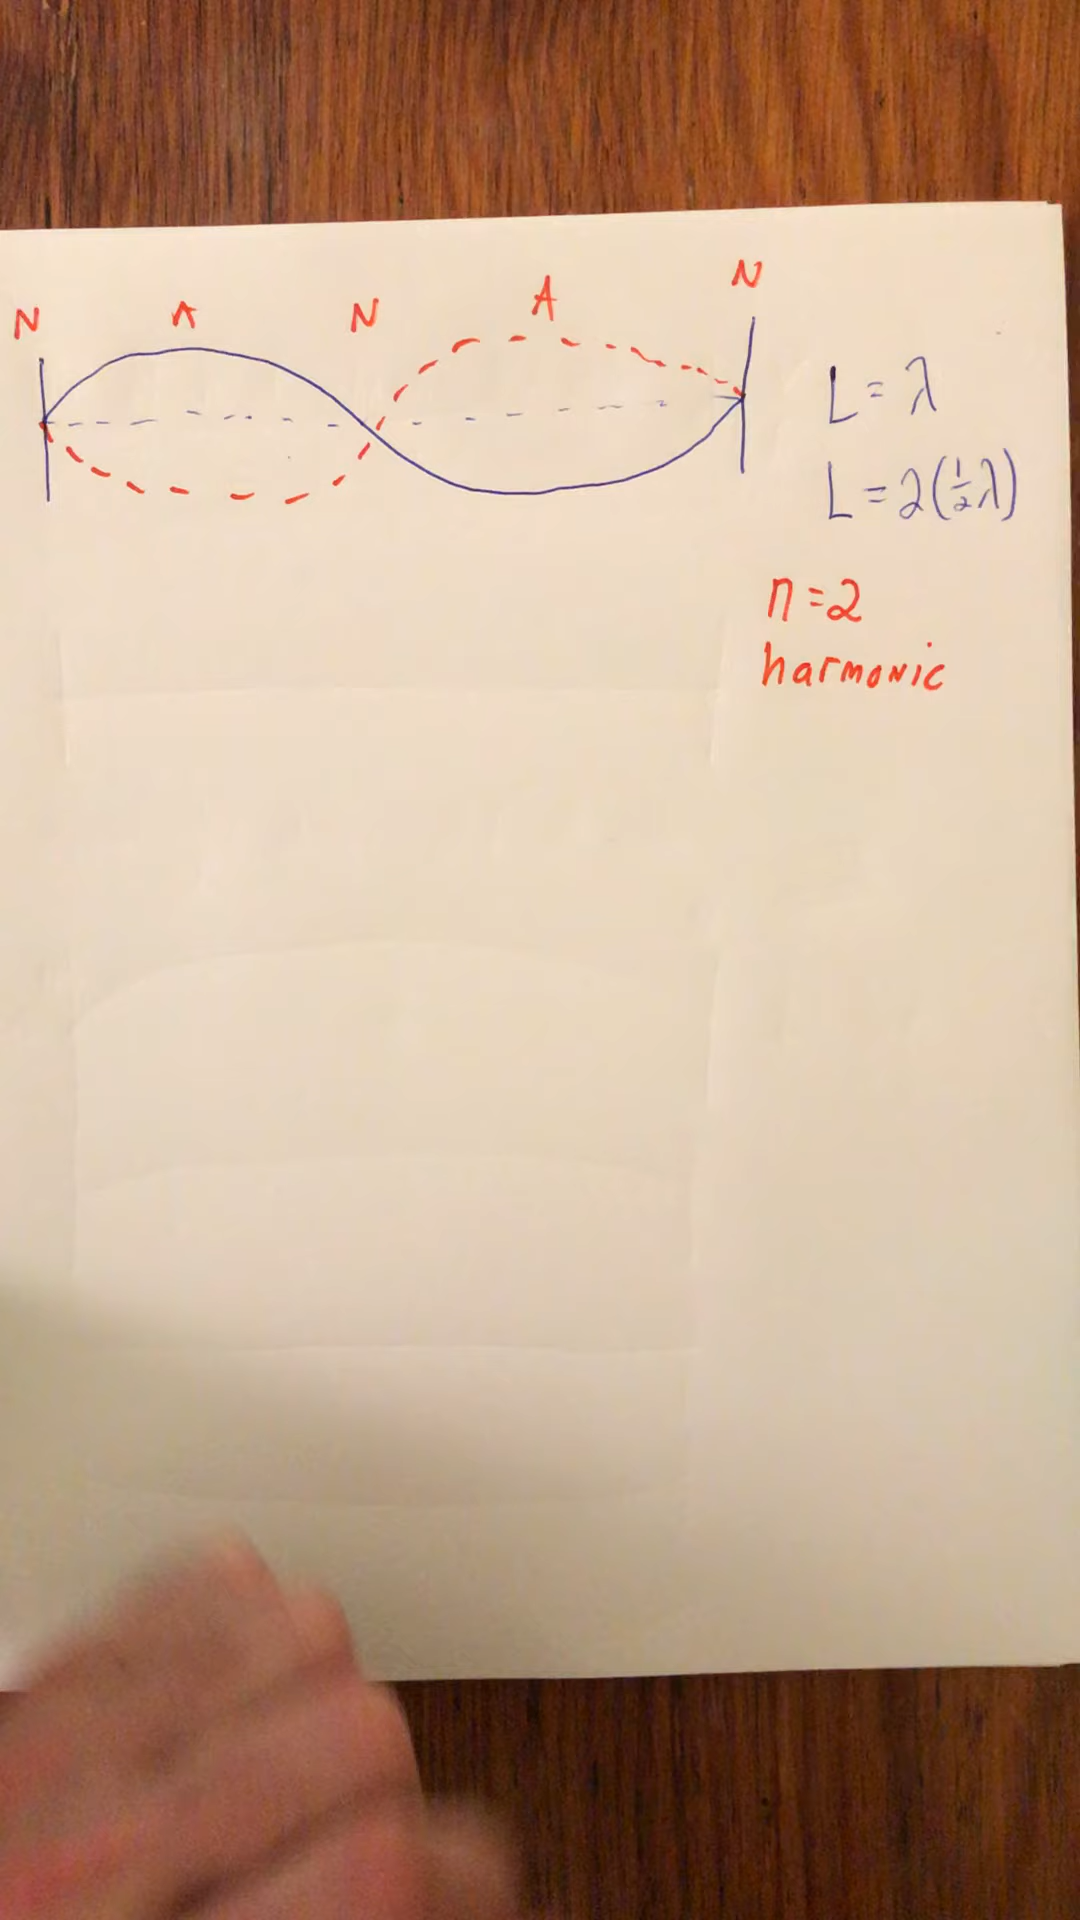 N A N A N
L = λ
L = 2(½λ)
n = 2
harmonic